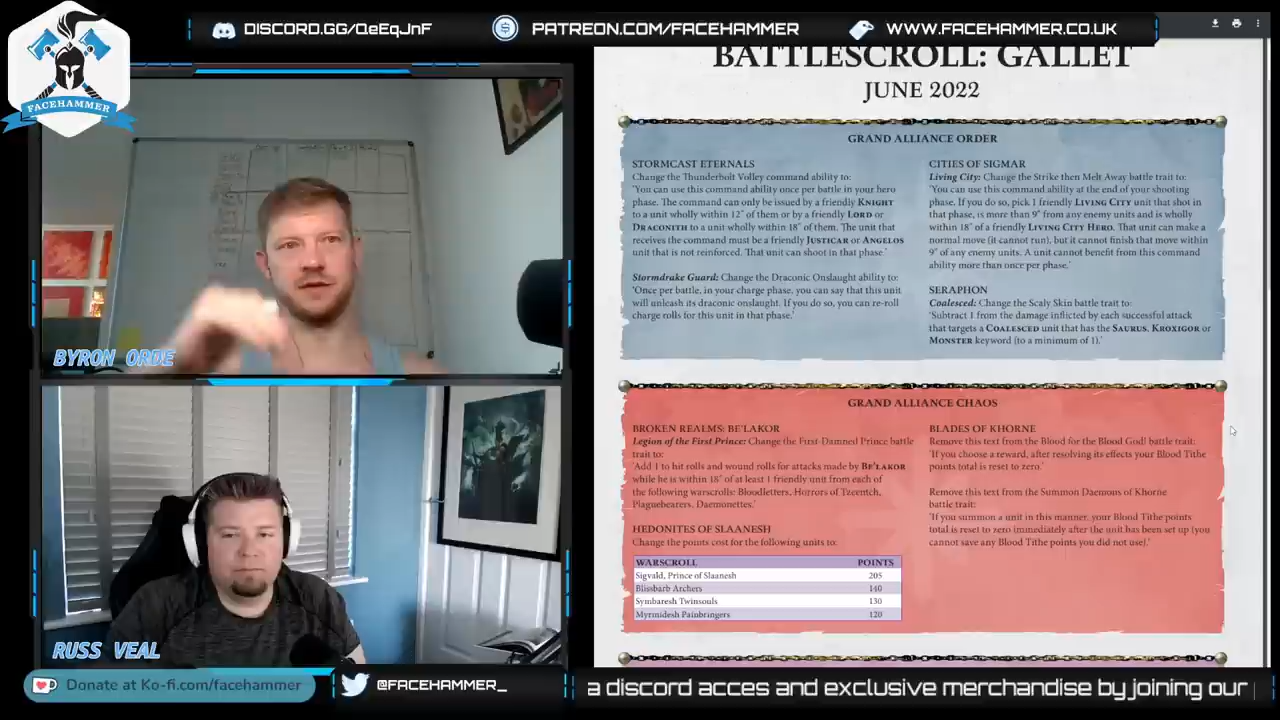 DISCORD.GG/QeEqJnF
PATREON.COM/FACEHAMMER
WWW.FACEHAMMER.CO.UK
FACEHAMMER
BYRON ORDE
RUSS VEAL
BATTLESCROLL: GALLET
JUNE 2022
GRAND ALLIANCE ORDER
STORMCAST ETERNALS
Change the Thunderbolt Volley command ability to:
'You can use this command ability once per battle in your hero
phase. The command can only be issued by a friendly KNIGHT
to a unit wholly within 12" of them or by a friendly LORD or
DRACONITH to a unit wholly within 18" of them. The unit that
receives the command must be a friendly JUSTICAR or ANGELOS
unit that is not reinforced. That unit can shoot in that phase.'
Stormdrake Guard: Change the Draconic Onslaught ability to:
'Once per battle, in your charge phase, you can say that this unit
will unleash its draconic onslaught. If you do so, you can re-roll
charge rolls for this unit in that phase.'
CITIES OF SIGMAR
Living City: Change the Strike then Melt Away battle trait to:
'You can use this command ability at the end of your shooting
phase. If you do so, pick 1 friendly LIVING CITY unit that shot in
that phase, is more than 9" from any enemy units and is wholly
within 18" of a friendly LIVING CITY HERO. That unit can make a
normal move (it cannot run), but it cannot finish that move within
9" of any enemy units. A unit cannot benefit from this command
ability more than once per phase.'
SERAPHON
Coalesced: Change the Scaly Skin battle trait to:
'Subtract 1 from the damage inflicted by each successful attack
that targets a COALESCED unit that has the SAURUS, KROXIGOR or
MONSTER keyword (to a minimum of 1).'
GRAND ALLIANCE CHAOS
BROKEN REALMS: BE'LAKOR
Legion of the First Prince: Change the First-Damned Prince battle
trait to:
'Add 1 to hit rolls and wound rolls for attacks made by BE'LAKOR
while he is within 18" of at least 1 friendly unit from each of
the following warscrolls: Bloodletters, Horrors of Tzeentch,
Plaguebearers, Daemonettes.'
HEDONITES OF SLAANESH
Change the points cost for the following units to:
WARSCROLL POINTS
Sigvald, Prince of Slaanesh 205
Blissbarb Archers 140
Symbaresh Twinsouls 130
Myrmidesh Painbringers 120
BLADES OF KHORNE
Remove this text from the Blood for the Blood God! battle trait:
'If you choose a reward, after resolving its effects your Blood Tithe
points total is reset to zero.'
Remove this text from the Summon Daemons of Khorne
battle trait:
'If you summon a unit in this manner, your Blood Tithe points
total is reset to zero immediately after the unit has been set up (you
cannot save any Blood Tithe points you did not use).'
Donate at Ko-fi.com/facehammer
@FACEHAMMER_
a discord acces and exclusive merchandise by joining our